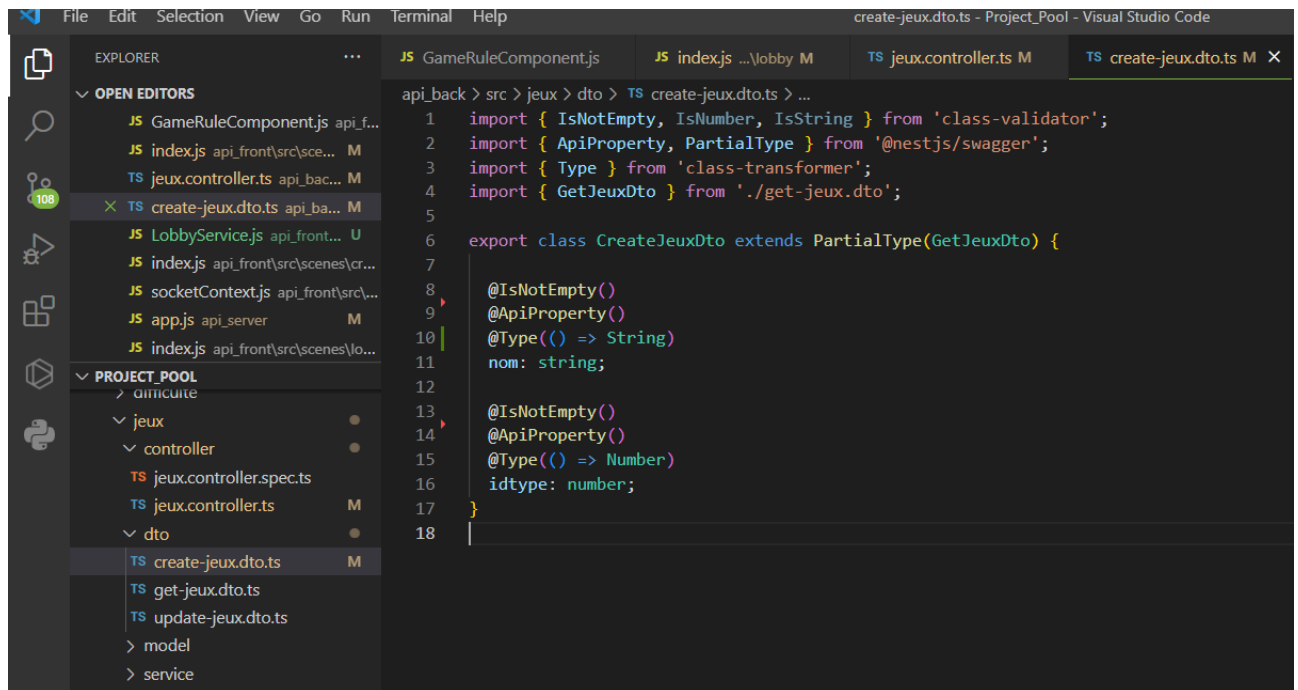 File Edit Selection View Go Run Terminal Help create-jeux.dto.ts - Project_Pool - Visual Studio Code
EXPLORER ...
JS GameRuleComponent.js JS index.js ...\lobby M TS jeux.controller.ts M TS create-jeux.dto.ts M
OPEN EDITORS
JS GameRuleComponent.js api_f...
JS index.js api_front\src\sce... M
TS jeux.controller.ts api_bac... M
TS create-jeux.dto.ts api_ba... M
JS LobbyService.js api_front... U
JS index.js api_front\src\scenes\cr...
JS socketContext.js api_front\src\...
JS app.js api_server M
JS index.js api_front\src\scenes\lo...
108
PROJECT_POOL
difficulte
jeux
controller
TS jeux.controller.spec.ts
TS jeux.controller.ts M
dto
TS create-jeux.dto.ts M
TS get-jeux.dto.ts
TS update-jeux.dto.ts
model
service
api_back > src > jeux > dto > TS create-jeux.dto.ts > ...
1 import { IsNotEmpty, IsNumber, IsString } from 'class-validator';
2 import { ApiProperty, PartialType } from '@nestjs/swagger';
3 import { Type } from 'class-transformer';
4 import { GetJeuxDto } from './get-jeux.dto';
5
6 export class CreateJeuxDto extends PartialType(GetJeuxDto) {
7
8 @IsNotEmpty()
9 @ApiProperty()
10 @Type(() => String)
11 nom: string;
12
13 @IsNotEmpty()
14 @ApiProperty()
15 @Type(() => Number)
16 idtype: number;
17 }
18